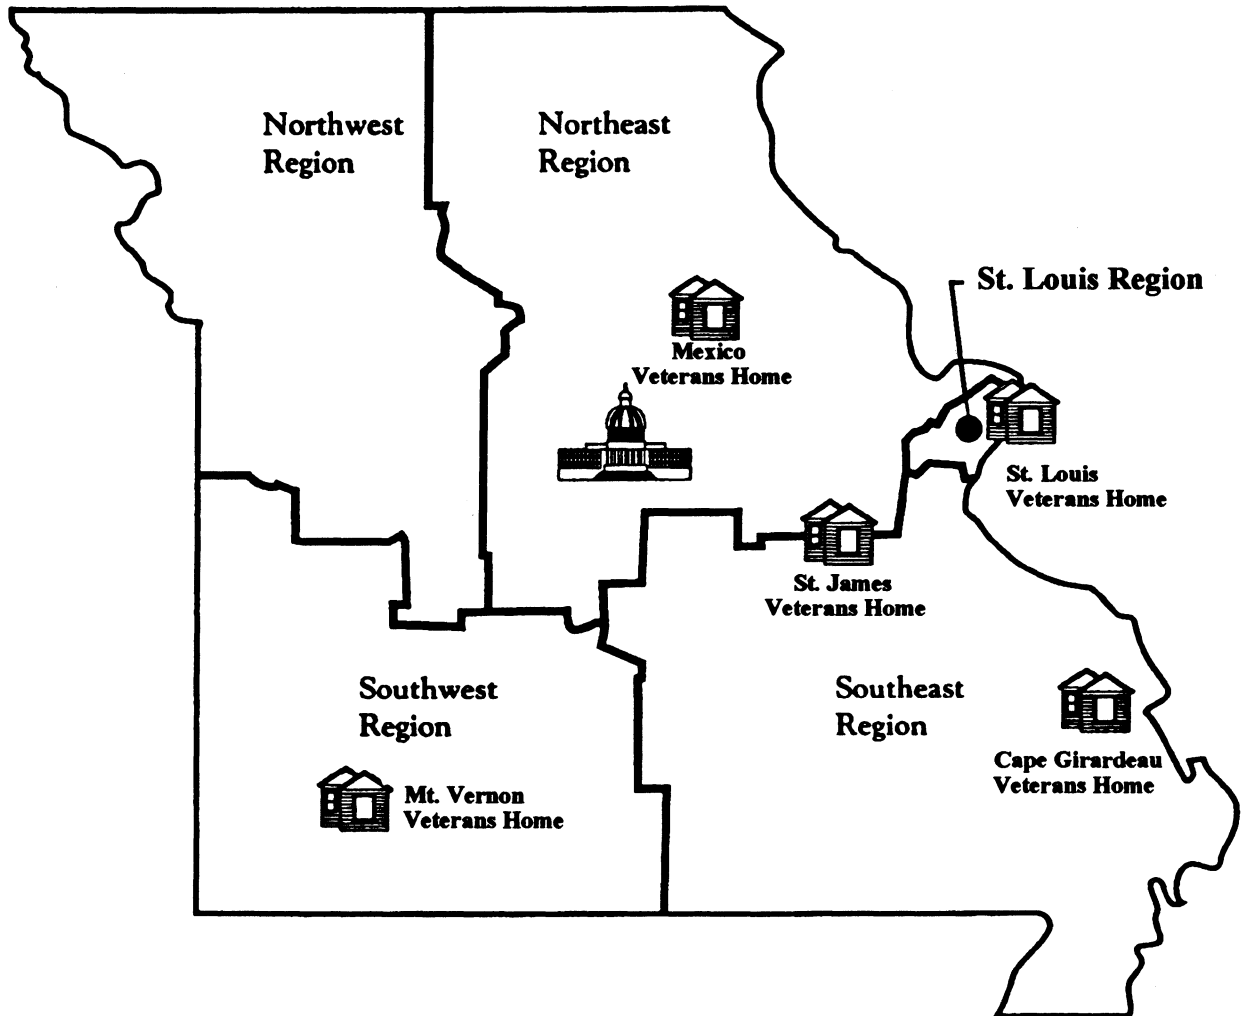 Northwest
Region
Northeast
Region
St. Louis Region
Mexico
Veterans Home
St. Louis
Veterans Home
St. James
Veterans Home
Southwest
Region
Southeast
Region
Cape Girardeau
Veterans Home
Mt. Vernon
Veterans Home